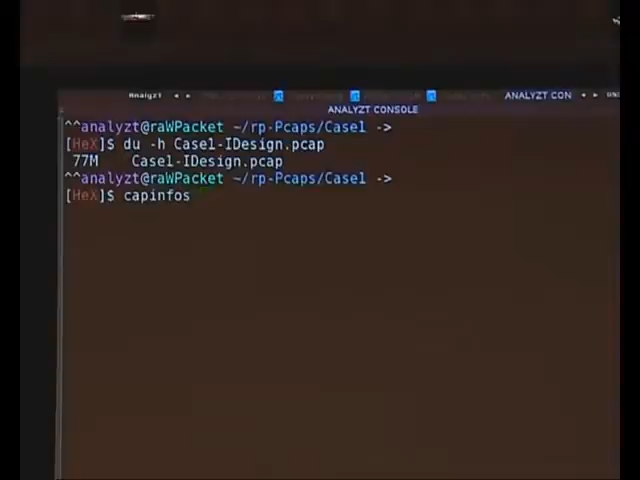 Analyzt
ANALYZT CON
ANALYZT CONSOLE
^^analyzt@raWPacket ~/rp-Pcaps/Case1 ->
[HeX]$ du -h Case1-IDesign.pcap
77M Case1-IDesign.pcap
^^analyzt@raWPacket ~/rp-Pcaps/Case1 ->
[HeX]$ capinfos